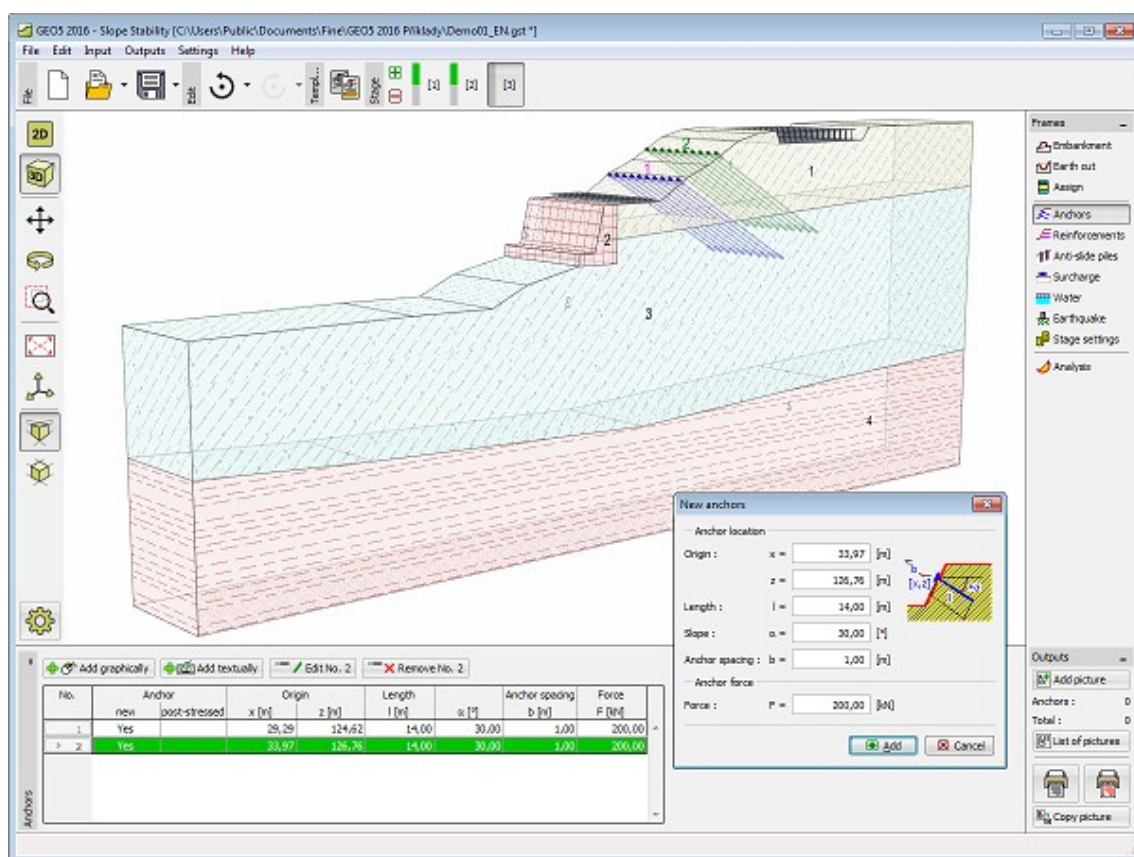 GEO5 2016 - Slope Stability [C:\Users\Public\Documents\Fine\GEO5 2016 Příklady\Demo01_EN.gst *]
File Edit Input Outputs Settings Help
File
Edit
Templ...
Stage
[1] [2] [3]
2D
3D
Frames
Embankment
Earth cut
Assign
Anchors
Reinforcements
Anti-slide piles
Surcharge
Water
Earthquake
Stage settings
Analysis
2
1
1
2
3
4
New anchors
Anchor location
Origin : x = 33,97 [m]
z = 126,76 [m]
Length : l = 14,00 [m]
Slope : α = 30,00 [°]
Anchor spacing : b = 1,00 [m]
Anchor force
Force : F = 200,00 [kN]
b
[x,z]
l
+α
Add Cancel
Anchors
Add graphically Add textually Edit No. 2 Remove No. 2
No. Anchor Origin Length Anchor spacing Force
new post-stressed x [m] z [m] l [m] α [°] b [m] F [kN]
1 Yes 29,29 124,62 14,00 30,00 1,00 200,00
> 2 Yes 33,97 126,76 14,00 30,00 1,00 200,00
Outputs
Add picture
Anchors : 0
Total : 0
List of pictures
Copy picture